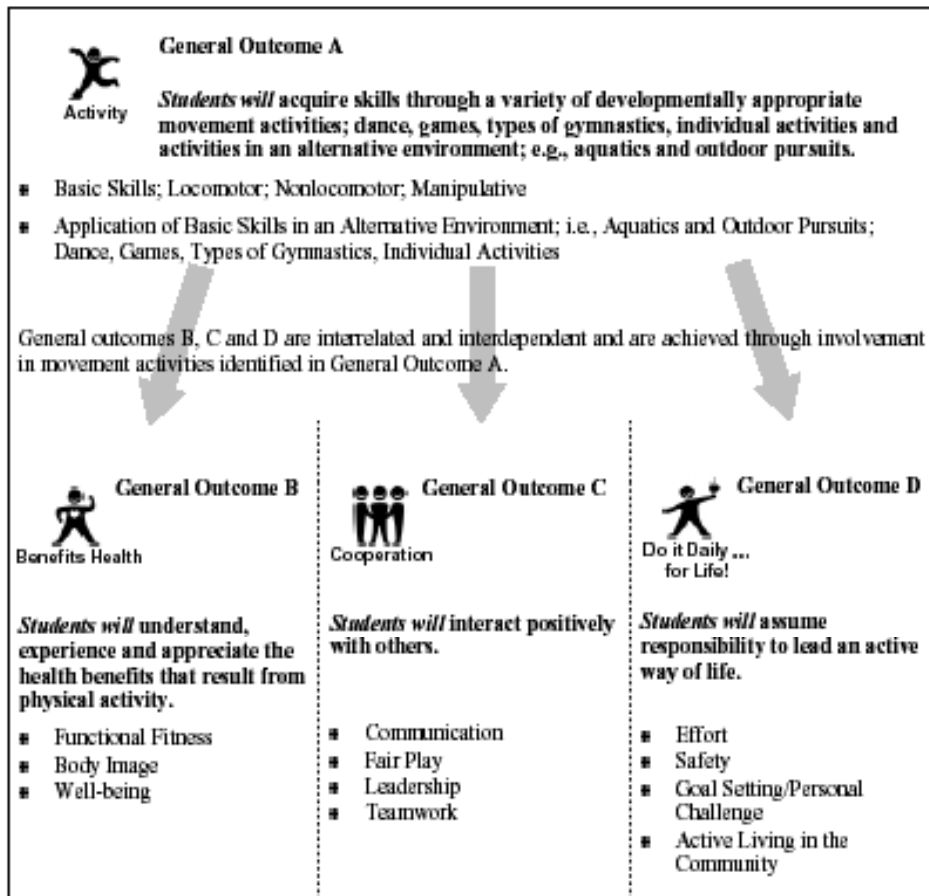 General Outcome A
Activity
Students will acquire skills through a variety of developmentally appropriate
movement activities; dance, games, types of gymnastics, individual activities and
activities in an alternative environment; e.g., aquatics and outdoor pursuits.
Basic Skills; Locomotor; Nonlocomotor; Manipulative
Application of Basic Skills in an Alternative Environment; i.e., Aquatics and Outdoor Pursuits;
Dance, Games, Types of Gymnastics, Individual Activities
General outcomes B, C and D are interrelated and interdependent and are achieved through involvement
in movement activities identified in General Outcome A.
General Outcome B
Benefits Health
Students will understand,
experience and appreciate the
health benefits that result from
physical activity.
Functional Fitness
Body Image
Well-being
General Outcome C
Cooperation
Students will interact positively
with others.
Communication
Fair Play
Leadership
Teamwork
General Outcome D
Do it Daily ...
for Life!
Students will assume
responsibility to lead an active
way of life.
Effort
Safety
Goal Setting/Personal
Challenge
Active Living in the
Community